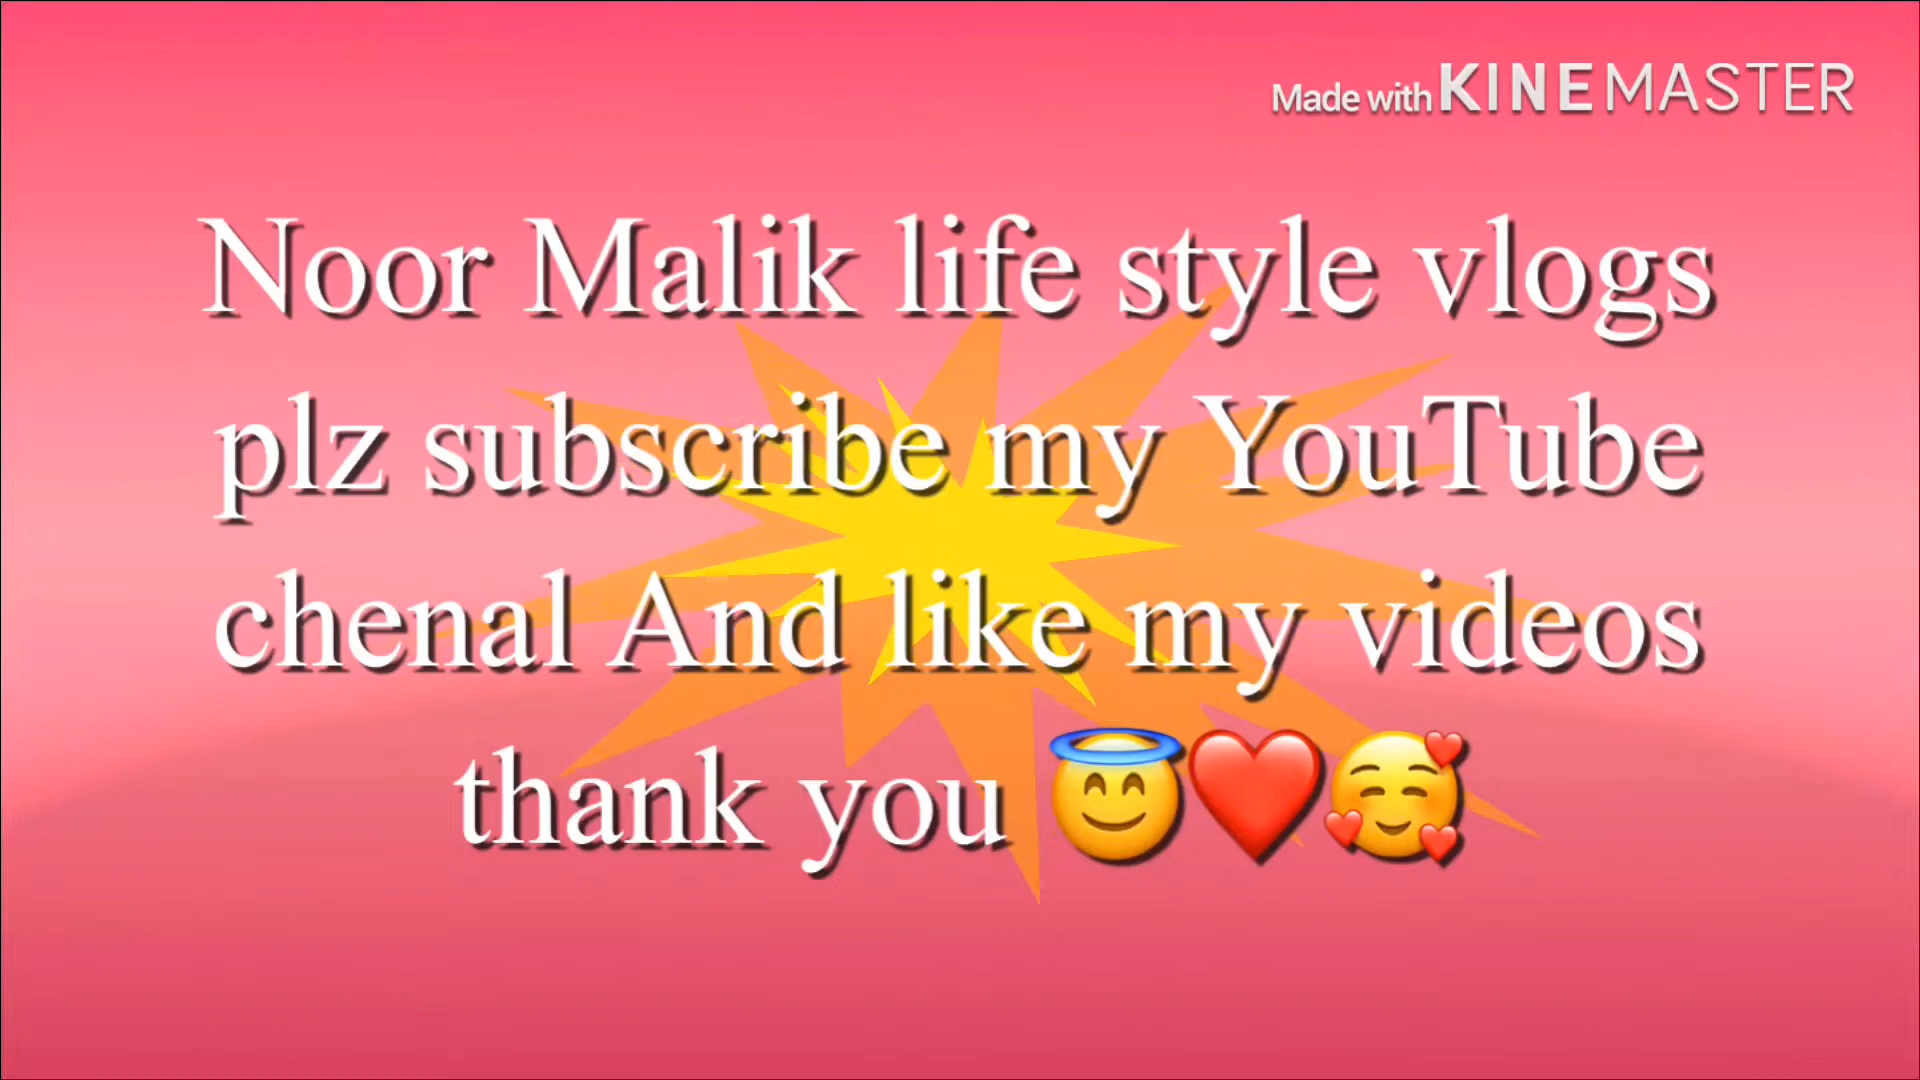 Made with KINEMASTER
Noor Malik life style vlogs
plz subscribe my YouTube
chenal And like my videos
thank you 😇❤️🥰